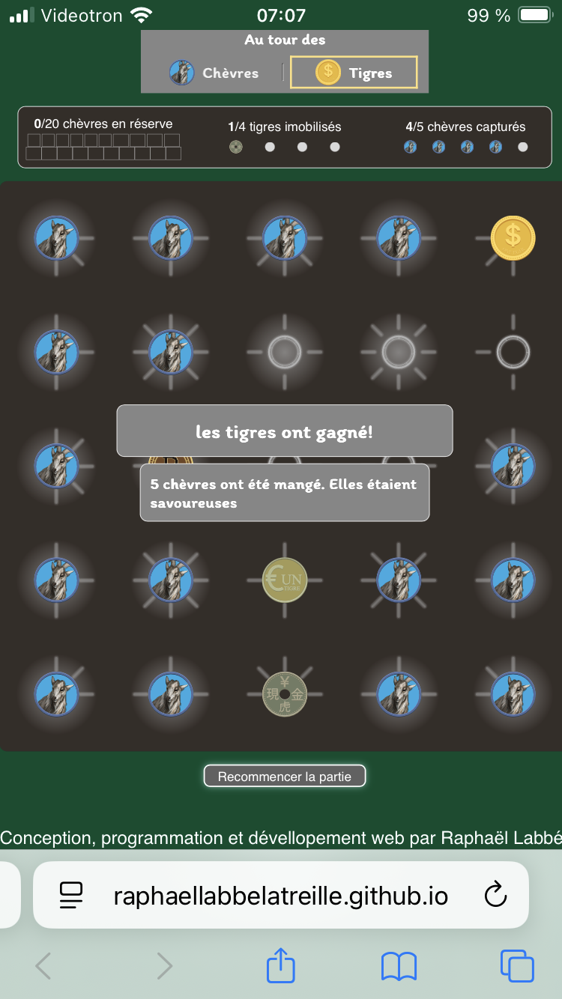 Videotron
07:07
99 %
Au tour des
Chèvres
$
Tigres
0/20 chèvres en réserve
1/4 tigres imobilisés
4/5 chèvres capturés
$
les tigres ont gagné!
5 chèvres ont été mangé. Elles étaient
savoureuses
€ UN
TIGRE
¥
現 金
虎
Recommencer la partie
Conception, programmation et dévellopement web par Raphaël Labbé
raphaellabbelatreille.github.io